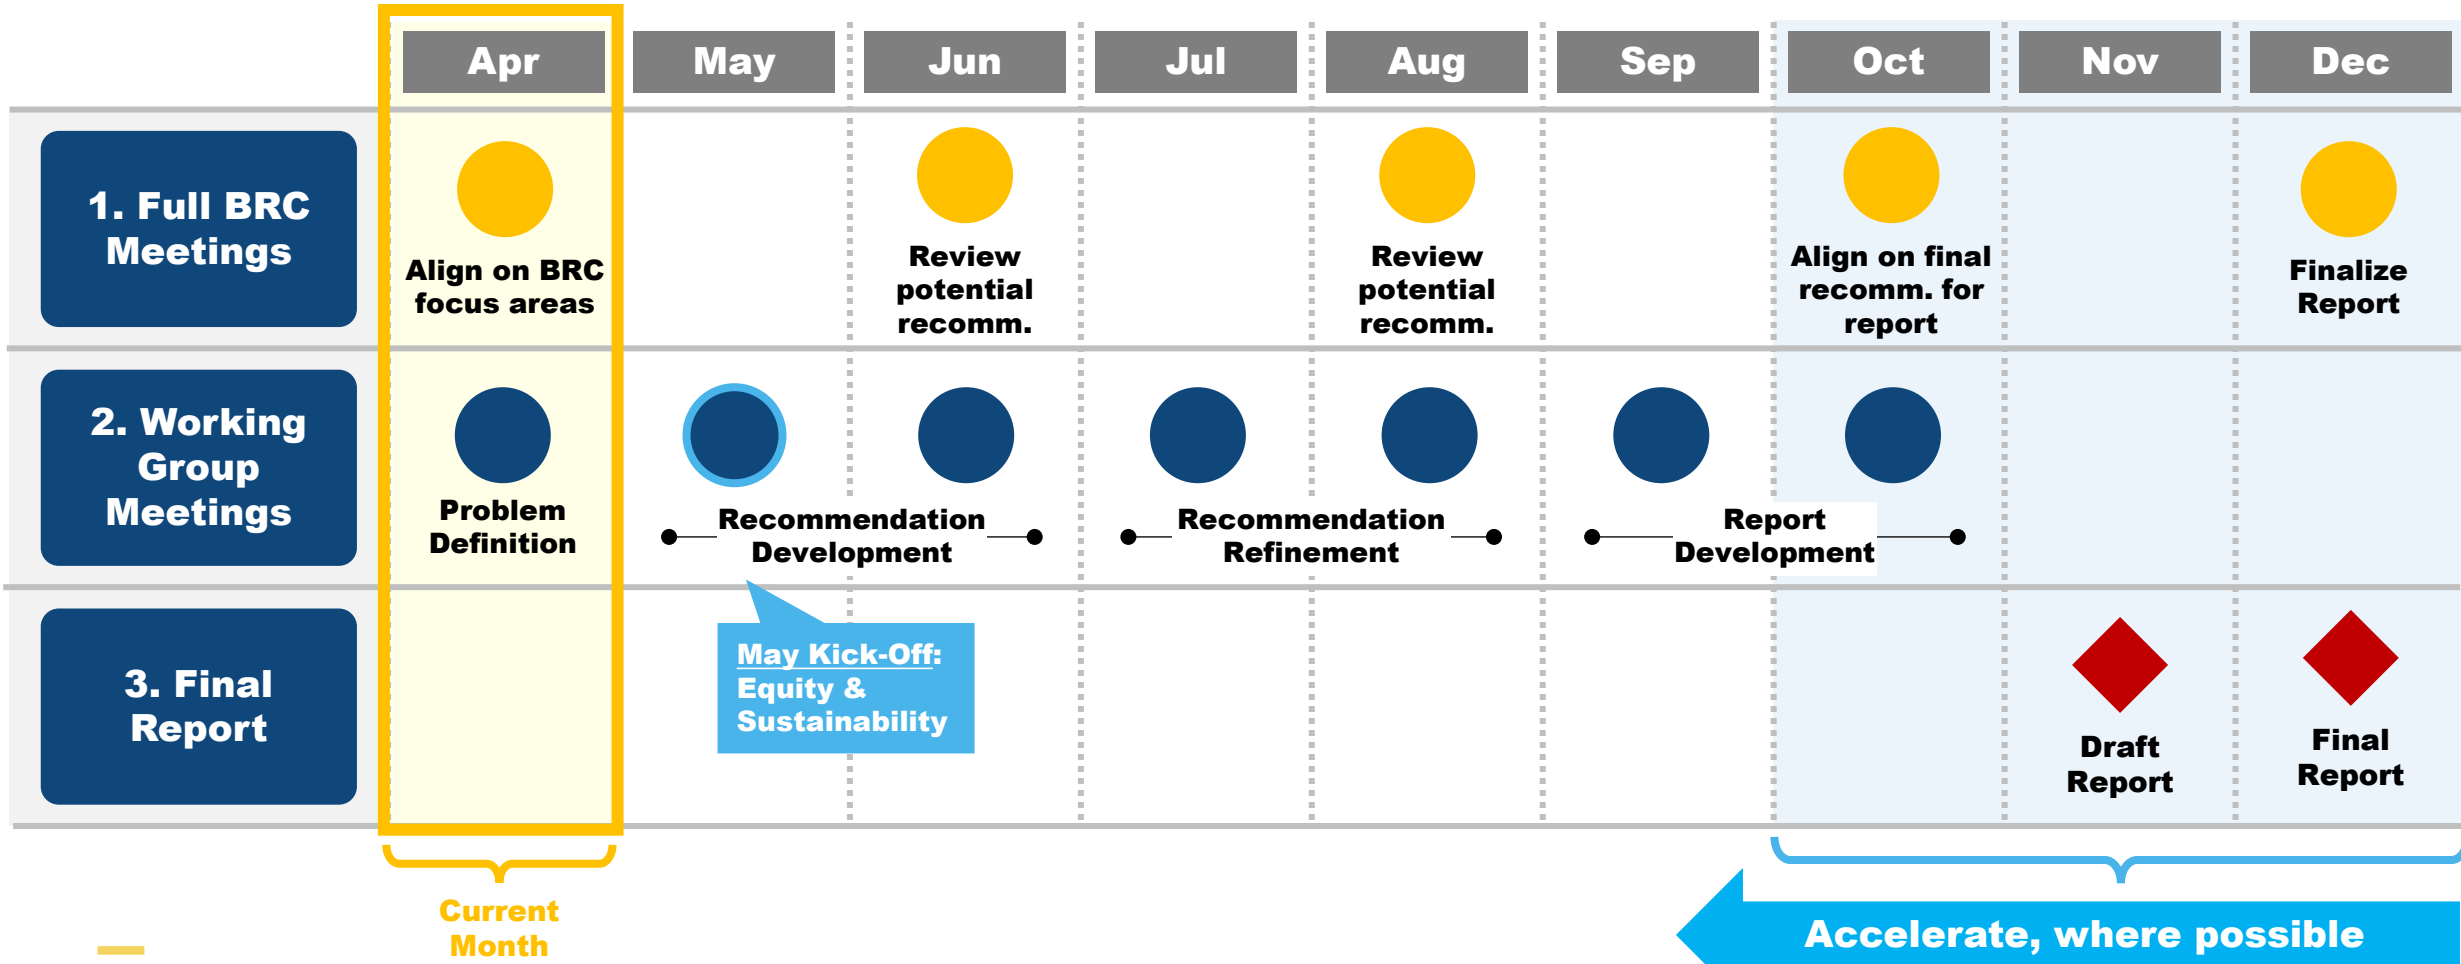 Apr May Jun Jul Aug Sep Oct Nov Dec
1. Full BRC
Meetings
Align on BRC
focus areas
Review
potential
recomm.
Review
potential
recomm.
Align on final
recomm. for
report
Finalize
Report
2. Working
Group
Meetings
Problem
Definition
Recommendation
Development
Recommendation
Refinement
Report
Development
May Kick-Off:
Equity &
Sustainability
3. Final
Report
Draft
Report
Final
Report
Current
Month
Accelerate, where possible